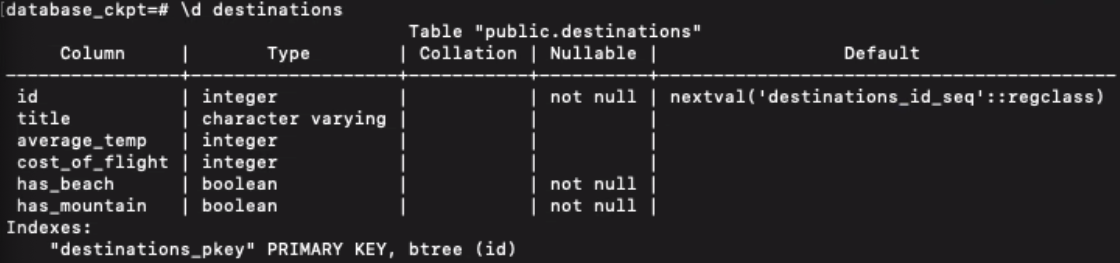 [database_ckpt=# \d destinations
Table "public.destinations"
Column | Type | Collation | Nullable | Default
----------------+-------------------+-----------+----------+------------------------------------------
id | integer | | not null | nextval('destinations_id_seq'::regclass)
title | character varying | | |
average_temp | integer | | |
cost_of_flight | integer | | |
has_beach | boolean | | not null |
has_mountain | boolean | | not null |
Indexes:
"destinations_pkey" PRIMARY KEY, btree (id)